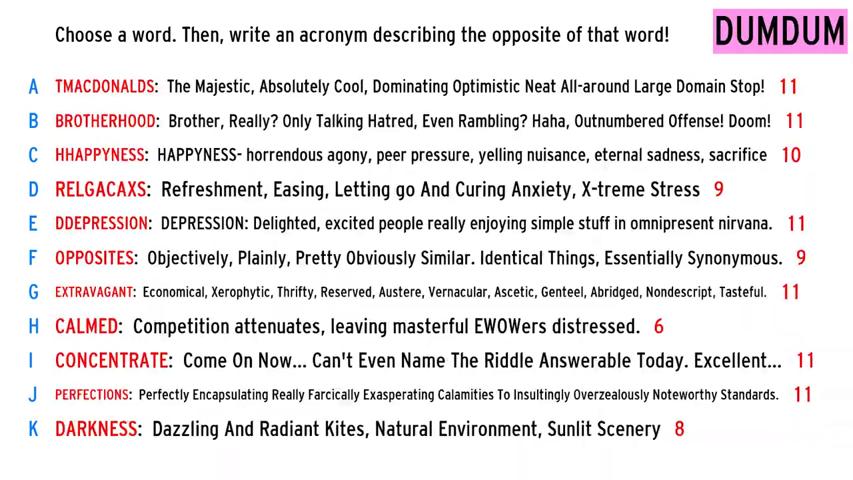 Choose a word. Then, write an acronym describing the opposite of that word! DUMDUM
A TMACDONALDS: The Majestic, Absolutely Cool, Dominating Optimistic Neat All-around Large Domain Stop! 11
B BROTHERHOOD: Brother, Really? Only Talking Hatred, Even Rambling? Haha, Outnumbered Offense! Doom! 11
C HHAPPYNESS: HAPPYNESS- horrendous agony, peer pressure, yelling nuisance, eternal sadness, sacrifice 10
D RELGACAXS: Refreshment, Easing, Letting go And Curing Anxiety, X-treme Stress 9
E DDEPRESSION: DEPRESSION: Delighted, excited people really enjoying simple stuff in omnipresent nirvana. 11
F OPPOSITES: Objectively, Plainly, Pretty Obviously Similar. Identical Things, Essentially Synonymous. 9
G EXTRAVAGANT: Economical, Xerophytic, Thrifty, Reserved, Austere, Vernacular, Ascetic, Genteel, Abridged, Nondescript, Tasteful. 11
H CALMED: Competition attenuates, leaving masterful EWOWers distressed. 6
I CONCENTRATE: Come On Now... Can't Even Name The Riddle Answerable Today. Excellent... 11
J PERFECTIONS: Perfectly Encapsulating Really Farcically Exasperating Calamities To Insultingly Overzealously Noteworthy Standards. 11
K DARKNESS: Dazzling And Radiant Kites, Natural Environment, Sunlit Scenery 8